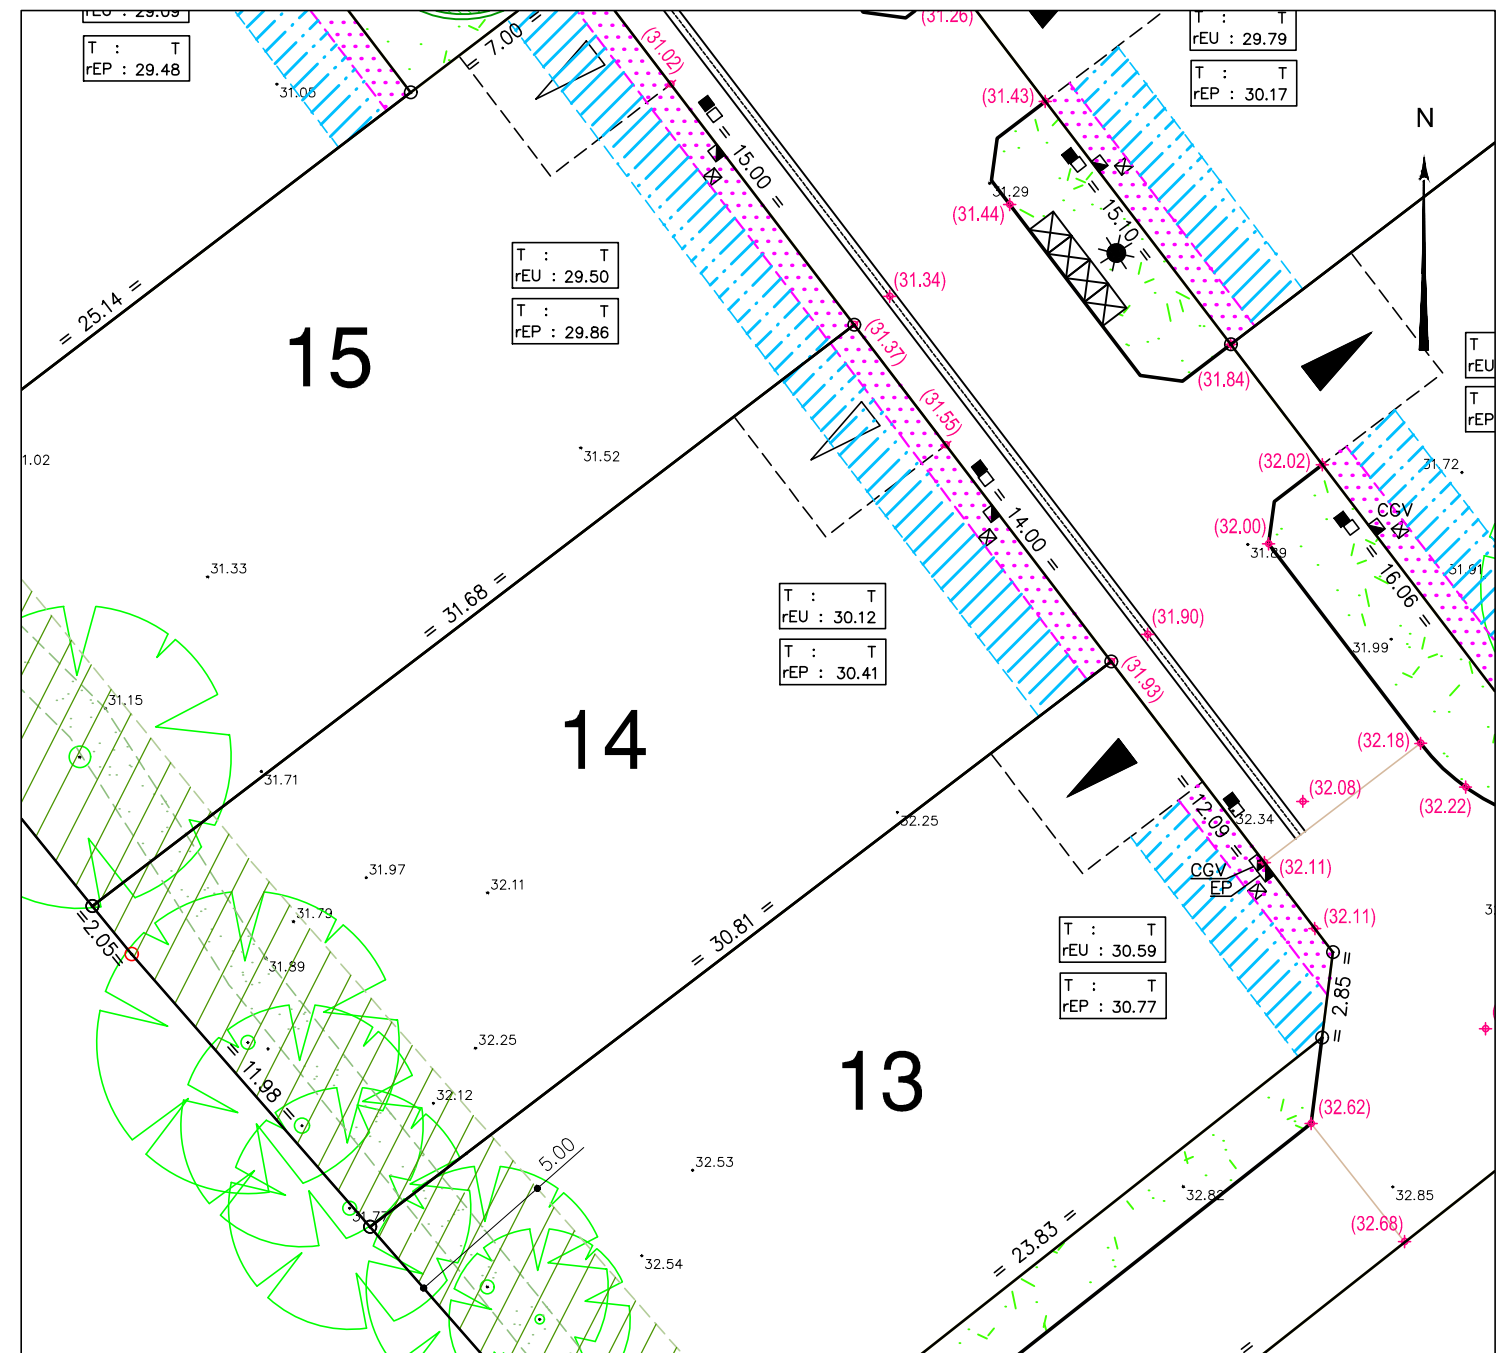 rEU : 29.09
T : T
rEP : 29.48
31.05
7.00 =
(31.02)
= 15.00 =
(31.26)
T : T
rEU : 29.79
T : T
rEP : 30.17
N
(31.43)
31.29
(31.44)
= 15.10 =
(31.34)
(31.37)
(31.84)
T : T
rEU : 29.50
T : T
rEP : 29.86
= 25.14 =
15
T
rEU
T
rEP
1.02
31.52
(31.55)
= 14.00 =
(32.02)
31.72
CGV
(32.00)
31.89
31.91
= 16.06 =
31.33
= 31.68 =
T : T
rEU : 30.12
T : T
rEP : 30.41
(31.90)
31.99
(31.93)
31.15
14
31.71
(32.18)
(32.08)
(32.22)
= 12.09 =
32.34
32.25
CGV
EP
(32.11)
31.97
32.11
31.79
=2.05=
(32.11)
= 30.81 =
31.89
T : T
rEU : 30.59
T : T
rEP : 30.77
= 2.85 =
32.25
= 11.98 =
13
32.12
(32.62)
5.00
32.53
32.82
32.85
31.77
(32.68)
= 23.83 =
32.54
=